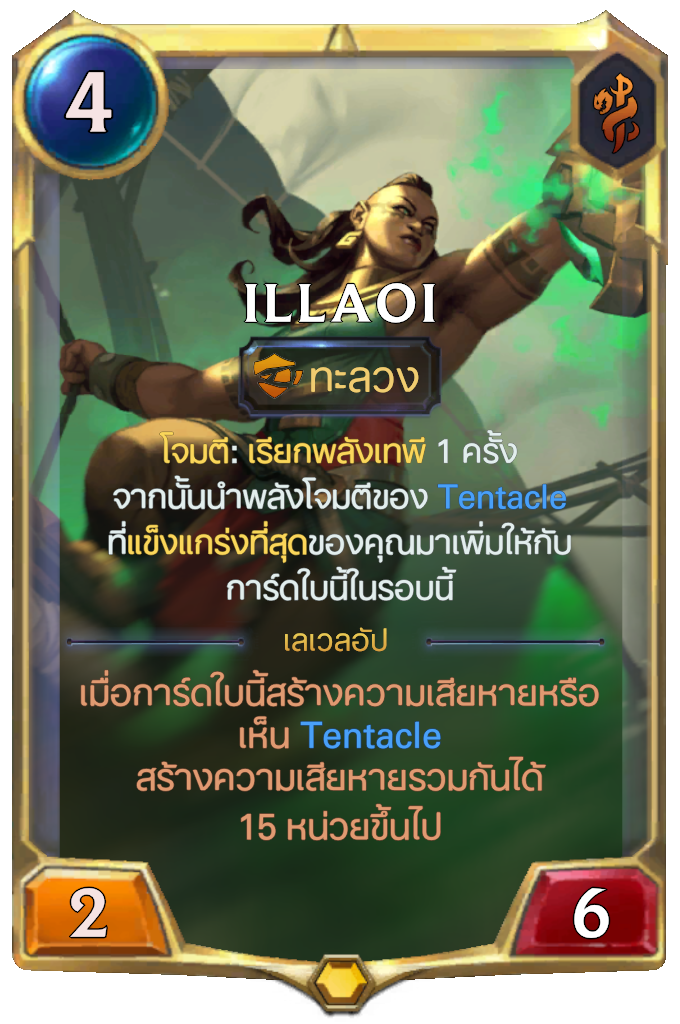 4
ILLAOI
ทะลวง
โจมตี: เรียกพลังเทพี 1 ครั้ง
จากนั้นนำพลังโจมตีของ Tentacle
ที่แข็งแกร่งที่สุดของคุณมาเพิ่มให้กับ
การ์ดใบนี้ในรอบนี้
เลเวลอัป
เมื่อการ์ดใบนี้สร้างความเสียหายหรือ
เห็น Tentacle
สร้างความเสียหายรวมกันได้
15 หน่วยขึ้นไป
2
6